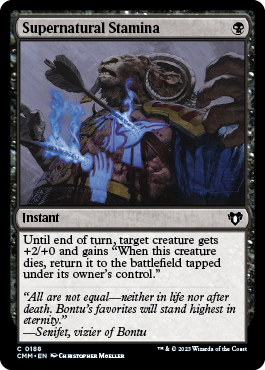 Supernatural Stamina
Instant
Until end of turn, target creature gets
+2/+0 and gains “When this creature
dies, return it to the battlefield tapped
under its owner's control.”
“All are not equal—neither in life nor after
death. Bontu's favorites will stand highest in
eternity.”
—Senifet, vizier of Bontu
C 0188
CMM • EN Christopher Moeller
™ & © 2023 Wizards of the Coast